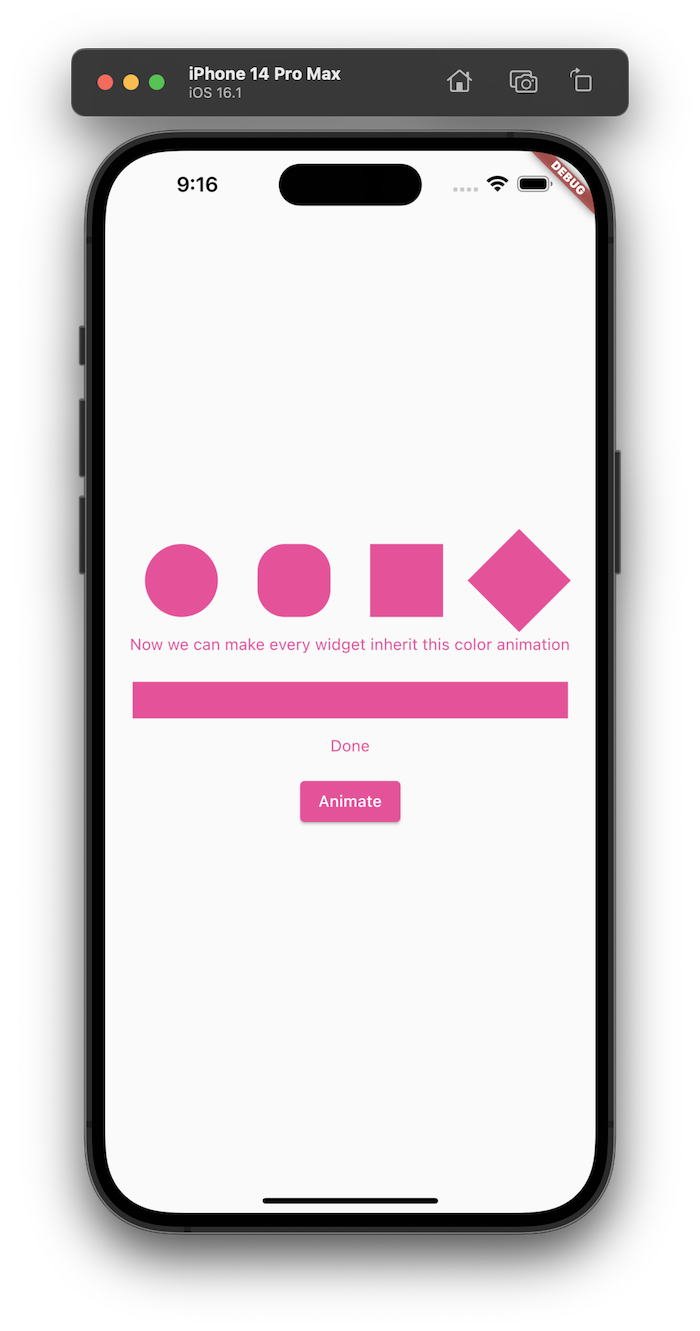 iPhone 14 Pro Max
iOS 16.1
9:16
DEBUG
Now we can make every widget inherit this color animation
Done
Animate